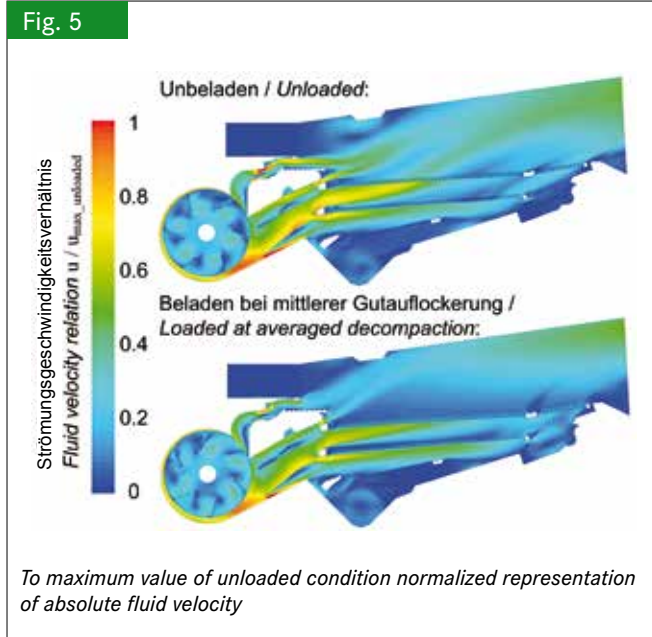 Fig. 5
Unbeladen / Unloaded:
Strömungsgeschwindigkeitsverhältnis
Fluid velocity relation u / u_max_unloaded
1
0.8
0.6
0.4
0.2
0
Beladen bei mittlerer Gutauflockerung /
Loaded at averaged decompaction:
To maximum value of unloaded condition normalized representation
of absolute fluid velocity